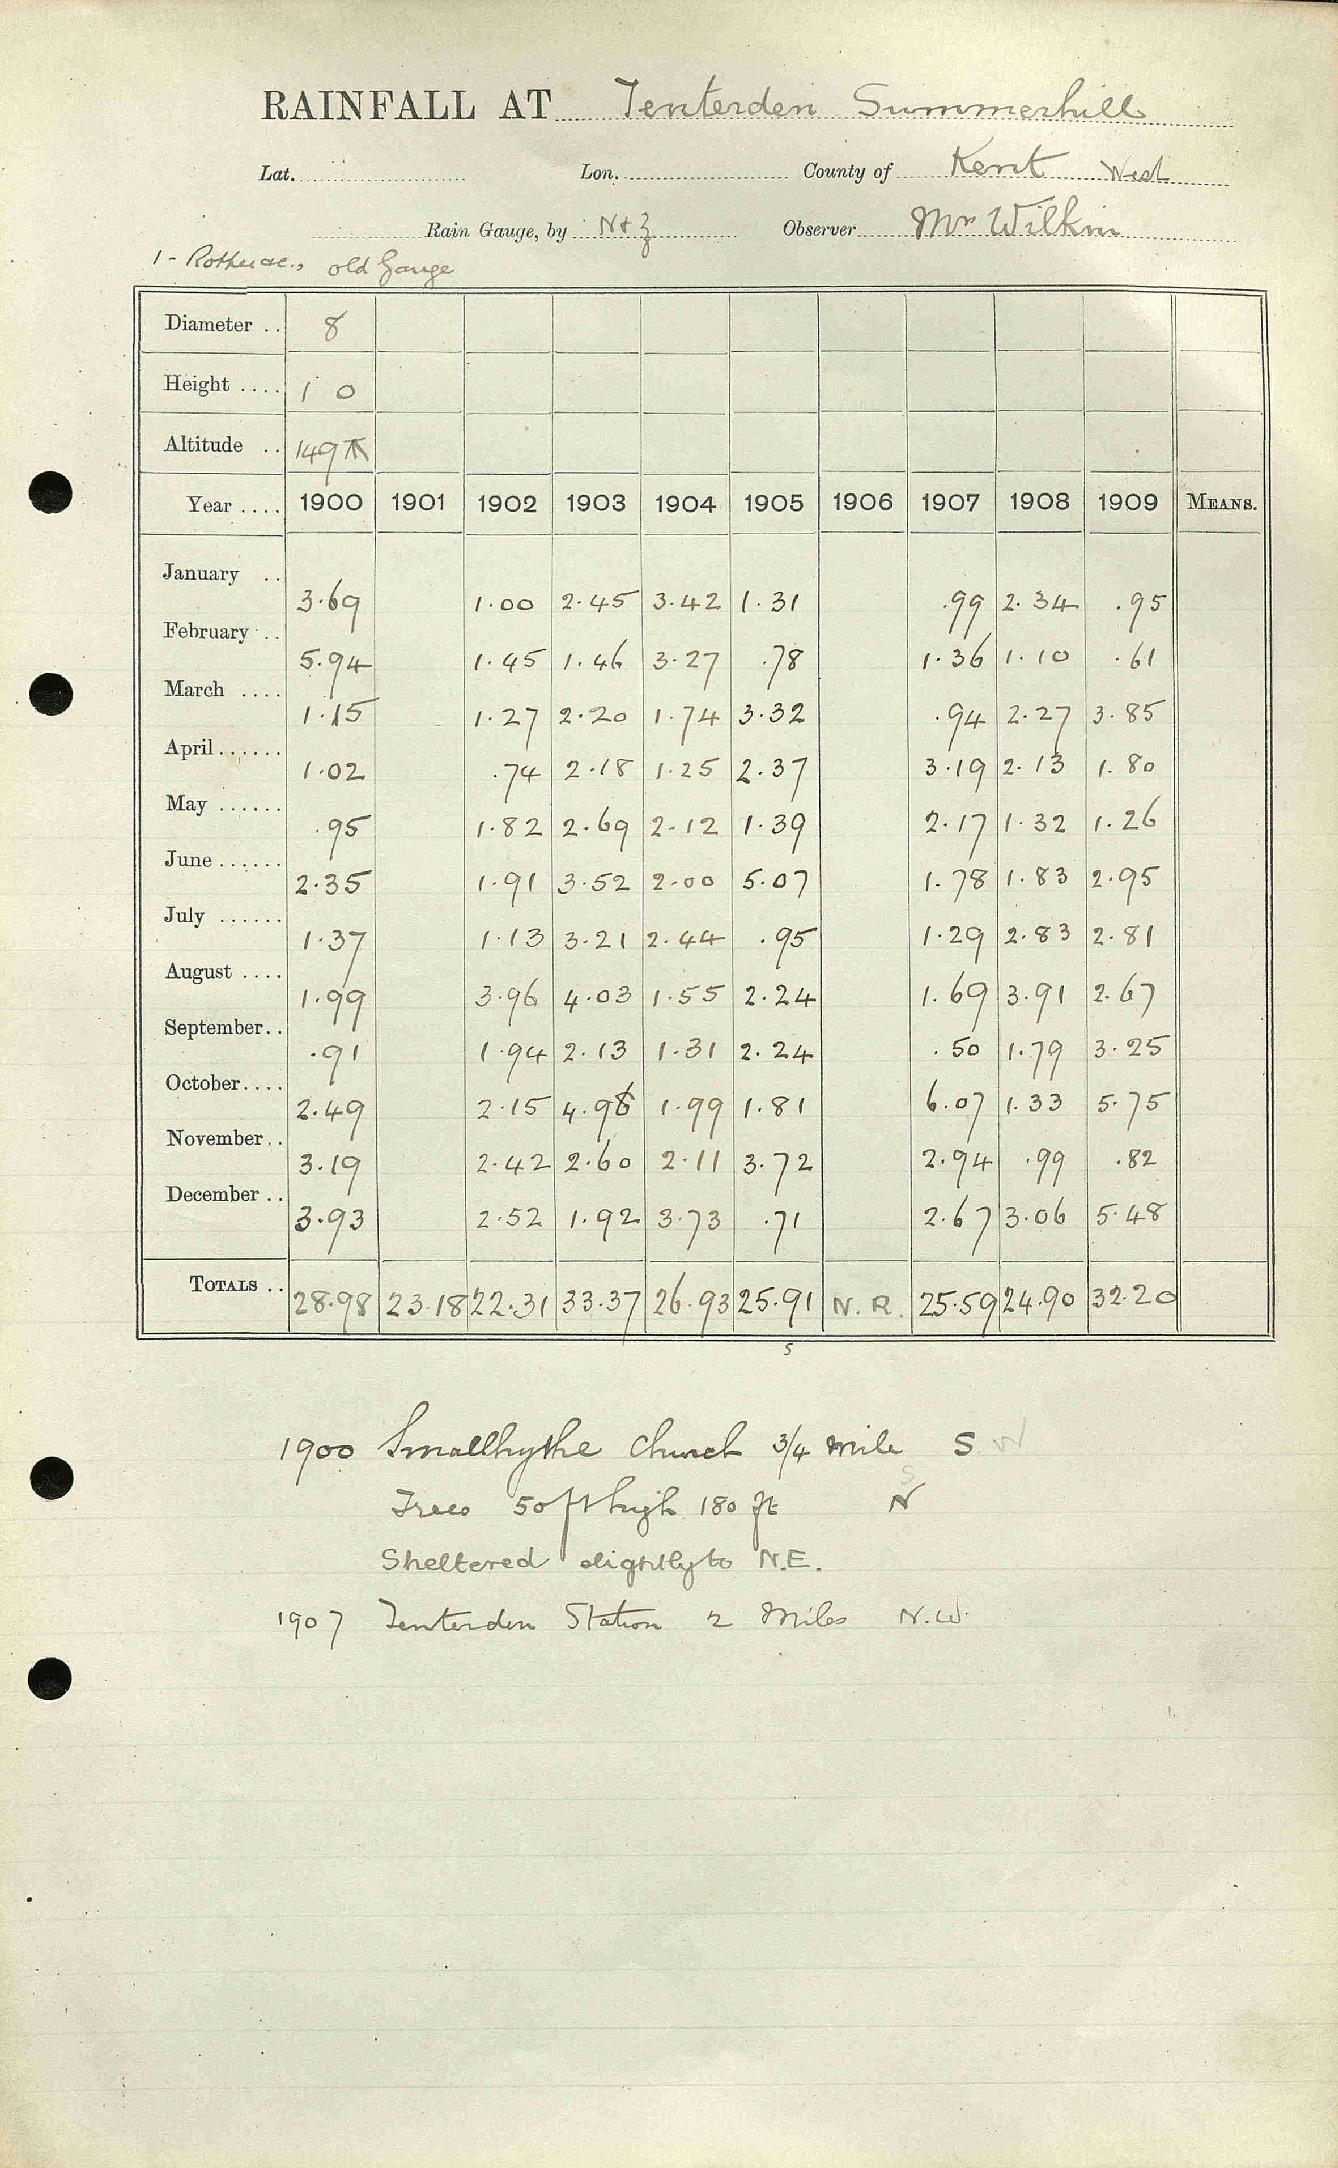 RAINFALL AT Tenterden Summerhill
Lat. Lon. County of Kent West
Rain Gauge, by N+Z Observer Mr Wilkin
1- old Gauge
Diameter .. 8
Height .... 1 0
Altitude .. 149
Year .... 1900 1901 1902 1903 1904 1905 1906 1907 1908 1909 MEANS.
January .. 3.69 1.00 2.45 3.42 1.31 .99 2.34 .95
February .. 5.94 1.45 1.46 3.27 .78 1.36 1.10 .61
March .... 1.15 1.27 2.20 1.74 3.32 .94 2.27 3.85
April ...... 1.02 .74 2.18 1.25 2.37 3.19 2.13 1.80
May ...... .95 1.82 2.69 2.12 1.39 2.17 1.32 1.26
June ...... 2.35 1.91 3.52 2.00 5.07 1.78 1.83 2.95
July ...... 1.37 1.13 3.21 2.44 .95 1.29 2.83 2.81
August .... 1.99 3.96 4.03 1.55 2.24 1.69 3.91 2.67
September.. .91 1.94 2.13 1.31 2.24 .50 1.79 3.25
October.... 2.49 2.15 4.98 1.99 1.81 6.07 1.33 5.75
November.. 3.19 2.42 2.60 2.11 3.72 2.94 .99 .82
December .. 3.93 2.52 1.92 3.73 .71 2.67 3.06 5.48
TOTALS .. 28.98 23.18 22.31 33.37 26.93 25.91 N.R. 25.59 24.90 32.20
5
1900 Smallhythe Church 3/4 mile S W
Trees 50 ft high 180 ft N
Sheltered slightly to N.E.
1907 Tenterden Station 2 Miles N.W.